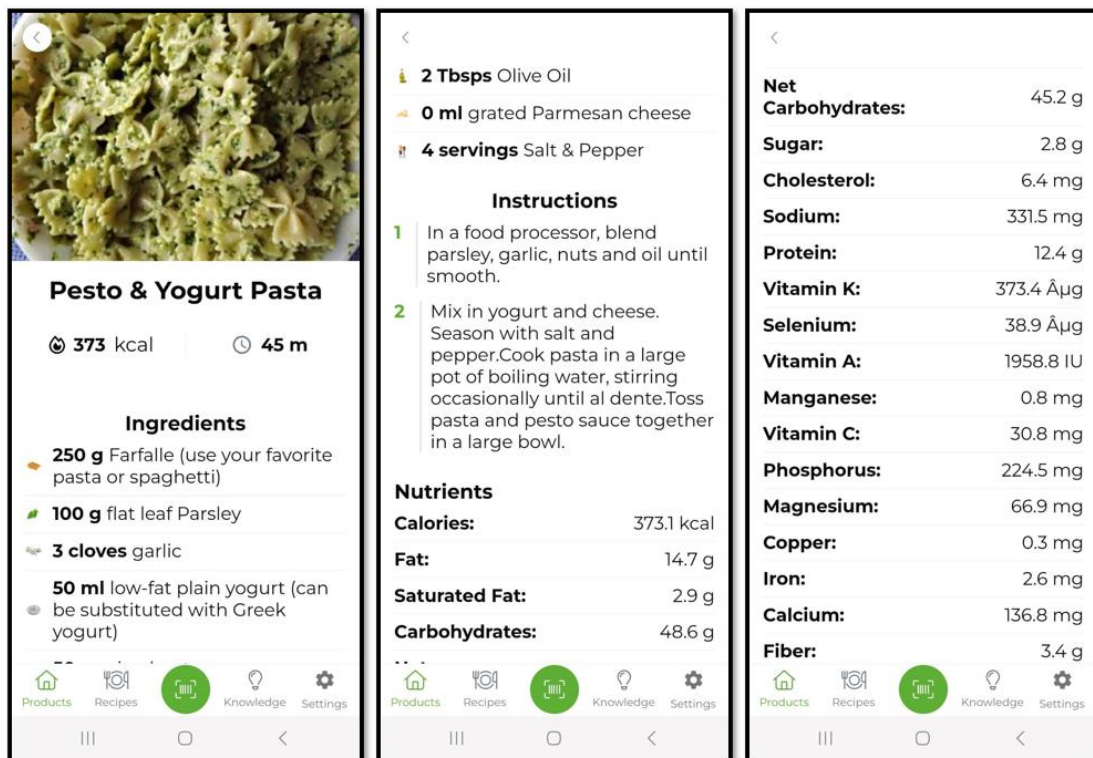 Pesto & Yogurt Pasta
373 kcal
45 m
Ingredients
250 g Farfalle (use your favorite
pasta or spaghetti)
100 g flat leaf Parsley
3 cloves garlic
50 ml low-fat plain yogurt (can
be substituted with Greek
yogurt)
Products
Recipes
Knowledge
Settings
2 Tbsps Olive Oil
0 ml grated Parmesan cheese
4 servings Salt & Pepper
Instructions
1 In a food processor, blend
parsley, garlic, nuts and oil until
smooth.
2 Mix in yogurt and cheese.
Season with salt and
pepper.Cook pasta in a large
pot of boiling water, stirring
occasionally until al dente.Toss
pasta and pesto sauce together
in a large bowl.
Nutrients
Calories: 373.1 kcal
Fat: 14.7 g
Saturated Fat: 2.9 g
Carbohydrates: 48.6 g
Products
Recipes
Knowledge
Settings
Net
Carbohydrates: 45.2 g
Sugar: 2.8 g
Cholesterol: 6.4 mg
Sodium: 331.5 mg
Protein: 12.4 g
Vitamin K: 373.4 Âµg
Selenium: 38.9 Âµg
Vitamin A: 1958.8 IU
Manganese: 0.8 mg
Vitamin C: 30.8 mg
Phosphorus: 224.5 mg
Magnesium: 66.9 mg
Copper: 0.3 mg
Iron: 2.6 mg
Calcium: 136.8 mg
Fiber: 3.4 g
Products
Recipes
Knowledge
Settings